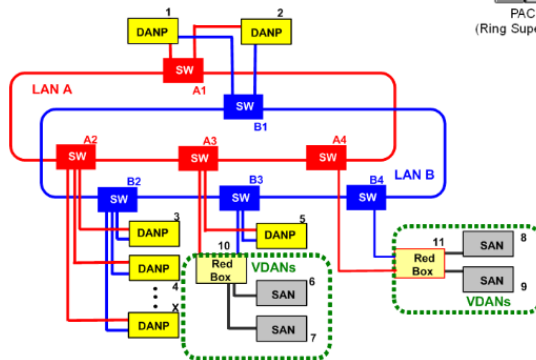 1
2
DANP
DANP
PAC
(Ring Supe
SW
LAN A
A1
SW
B1
A2
A3
A4
SW
SW
SW
B2
B3
B4
LAN B
SW
SW
SW
3
DANP
5
DANP
10
Red
Box
VDANs
11
Red
Box
8
SAN
4
DANP
6
SAN
9
SAN
VDANs
X
DANP
7
SAN